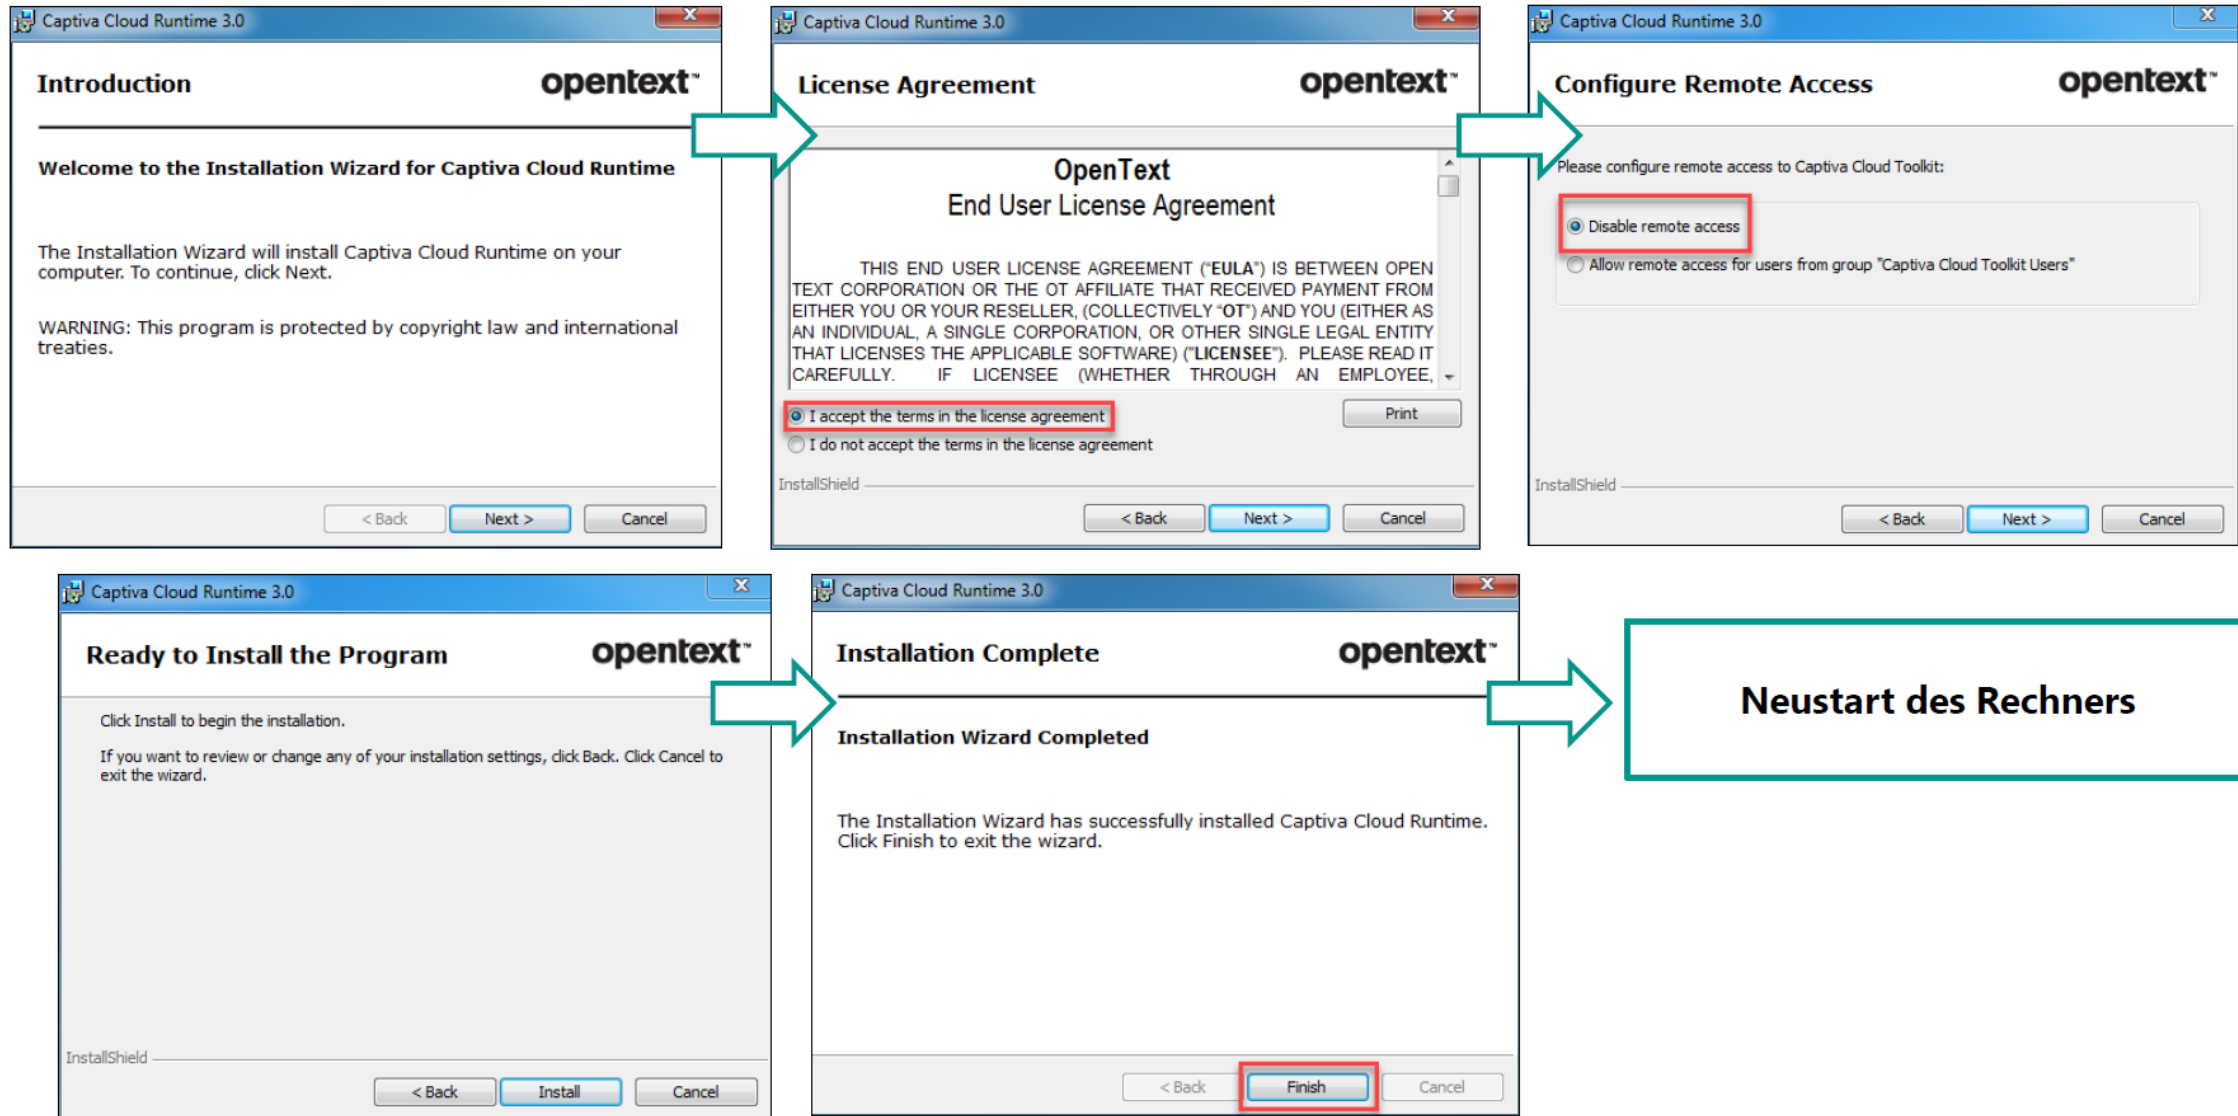 Captiva Cloud Runtime 3.0
Introduction
opentext™
Welcome to the Installation Wizard for Captiva Cloud Runtime
The Installation Wizard will install Captiva Cloud Runtime on your
computer. To continue, click Next.
WARNING: This program is protected by copyright law and international
treaties.
< Back
Next >
Cancel
Captiva Cloud Runtime 3.0
License Agreement
opentext™
OpenText
End User License Agreement
THIS END USER LICENSE AGREEMENT ("EULA") IS BETWEEN OPEN
TEXT CORPORATION OR THE OT AFFILIATE THAT RECEIVED PAYMENT FROM
EITHER YOU OR YOUR RESELLER, (COLLECTIVELY "OT") AND YOU (EITHER AS
AN INDIVIDUAL, A SINGLE CORPORATION, OR OTHER SINGLE LEGAL ENTITY
THAT LICENSES THE APPLICABLE SOFTWARE) ("LICENSEE"). PLEASE READ IT
CAREFULLY. IF LICENSEE (WHETHER THROUGH AN EMPLOYEE,
I accept the terms in the license agreement
Print
I do not accept the terms in the license agreement
InstallShield
< Back
Next >
Cancel
Captiva Cloud Runtime 3.0
Configure Remote Access
opentext™
Please configure remote access to Captiva Cloud Toolkit:
Disable remote access
Allow remote access for users from group "Captiva Cloud Toolkit Users"
InstallShield
< Back
Next >
Cancel
Captiva Cloud Runtime 3.0
Ready to Install the Program
opentext™
Click Install to begin the installation.
If you want to review or change any of your installation settings, click Back. Click Cancel to
exit the wizard.
InstallShield
< Back
Install
Cancel
Captiva Cloud Runtime 3.0
Installation Complete
opentext™
Installation Wizard Completed
The Installation Wizard has successfully installed Captiva Cloud Runtime.
Click Finish to exit the wizard.
< Back
Finish
Cancel
Neustart des Rechners